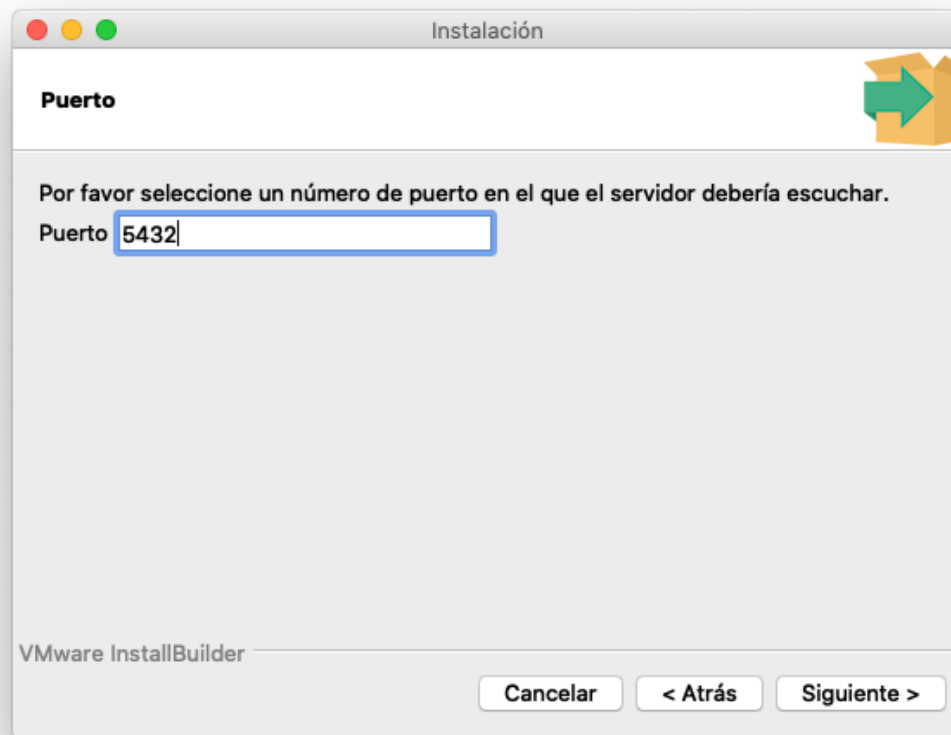 Instalación
Puerto
Por favor seleccione un número de puerto en el que el servidor debería escuchar.
Puerto 5432
VMware InstallBuilder
Cancelar < Atrás Siguiente >